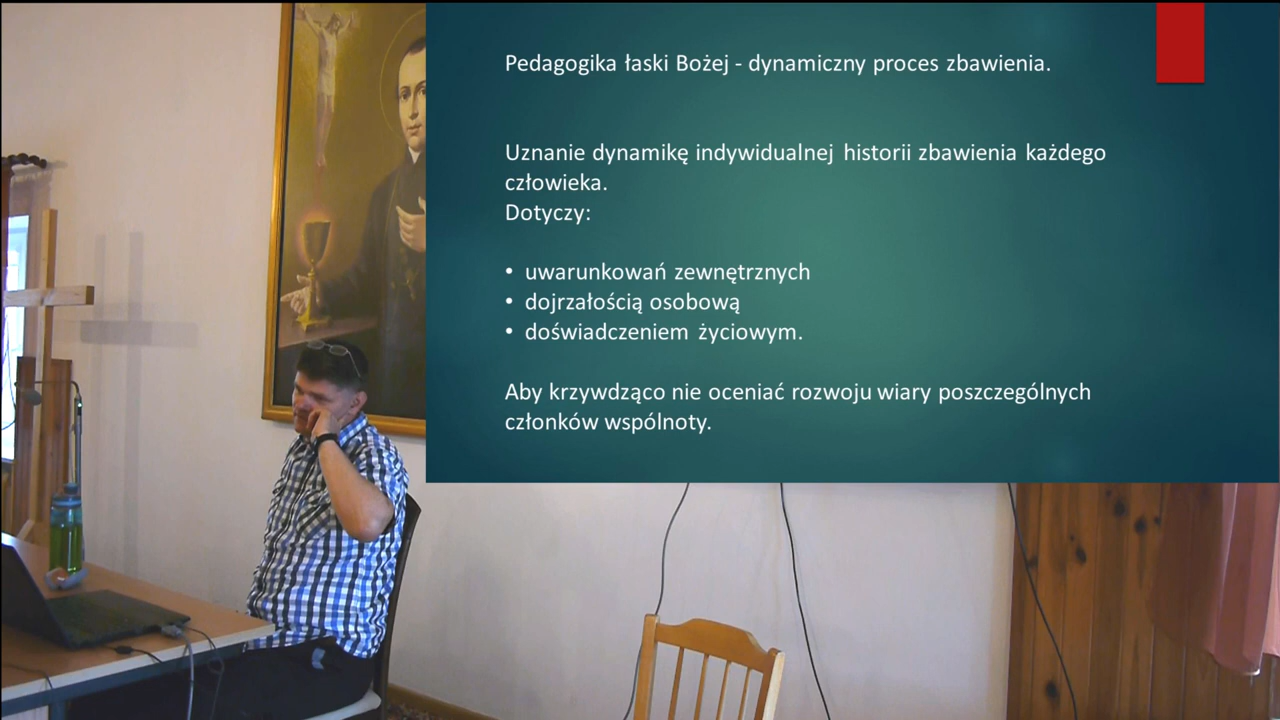 Pedagogika łaski Bożej - dynamiczny proces zbawienia.
Uznanie dynamikę indywidualnej historii zbawienia każdego
człowieka.
Dotyczy:
• uwarunkowań zewnętrznych
• dojrzałością osobową
• doświadczeniem życiowym.
Aby krzywdząco nie oceniać rozwoju wiary poszczególnych
członków wspólnoty.